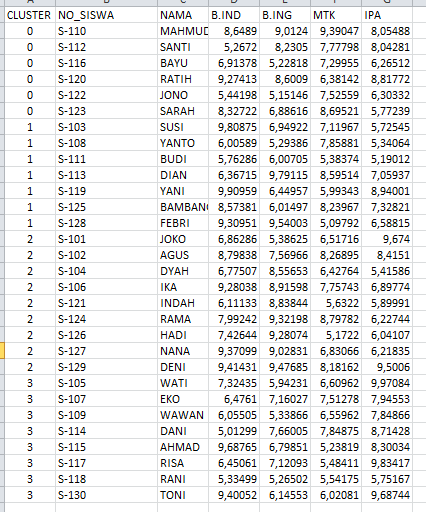 CLUSTER NO_SISWA NAMA B.IND B.ING MTK IPA
0 S-110 MAHMUD 8,6489 9,0124 9,39047 8,05488
0 S-112 SANTI 5,2672 8,2305 7,77798 8,04281
0 S-116 BAYU 6,91378 5,22818 7,29955 6,26512
0 S-120 RATIH 9,27413 8,6009 6,38142 8,81772
0 S-122 JONO 5,44198 5,15146 7,52559 6,30332
0 S-123 SARAH 8,32722 6,88616 8,69521 5,77239
1 S-103 SUSI 9,80875 6,94922 7,11967 5,72545
1 S-108 YANTO 6,00589 5,29386 7,85881 5,34064
1 S-111 BUDI 5,76286 6,00705 5,38374 5,19012
1 S-113 DIAN 6,36715 9,79115 8,59514 7,05937
1 S-119 YANI 9,90959 6,44957 5,99343 8,94001
1 S-125 BAMBAN 8,57381 6,01497 8,23967 7,32821
1 S-128 FEBRI 9,30951 9,54003 5,09792 6,58815
2 S-101 JOKO 6,86286 5,38625 6,51716 9,674
2 S-102 AGUS 8,79838 7,56966 8,26895 8,4151
2 S-104 DYAH 6,77507 8,55653 6,42764 5,41586
2 S-106 IKA 9,28038 8,91598 7,75743 6,89774
2 S-121 INDAH 6,11133 8,83844 5,6322 5,89991
2 S-124 RAMA 7,99242 9,32198 8,79782 6,22744
2 S-126 HADI 7,42644 9,28074 5,1722 6,04107
2 S-127 NANA 9,37099 9,02831 6,83066 6,21835
2 S-129 DENI 9,41431 9,47685 8,18162 9,5006
3 S-105 WATI 7,32435 5,94231 6,60962 9,97084
3 S-107 EKO 6,4761 7,16027 7,51278 7,94553
3 S-109 WAWAN 6,05505 5,33866 6,55962 7,84866
3 S-114 DANI 5,01299 7,66005 7,84875 8,71428
3 S-115 AHMAD 9,68765 6,79851 5,23819 8,30034
3 S-117 RISA 6,45061 7,12093 5,48411 9,83417
3 S-118 RANI 5,33499 5,26502 5,54175 5,75167
3 S-130 TONI 9,40052 6,14553 6,02081 9,68744